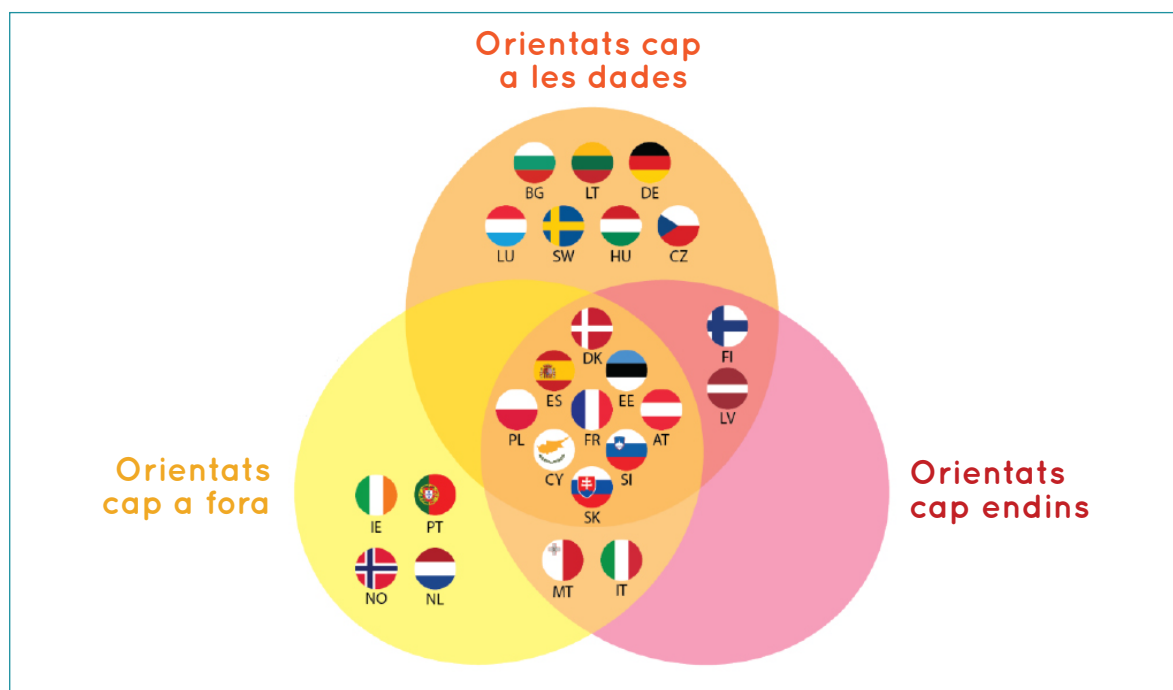 Orientats cap
a les dades
BG LT DE
LU SW HU CZ
DK FI
ES EE
LV
PL FR AT
CY SI
Orientats
cap a fora
Orientats
cap endins
IE PT
SK
MT IT
NO NL